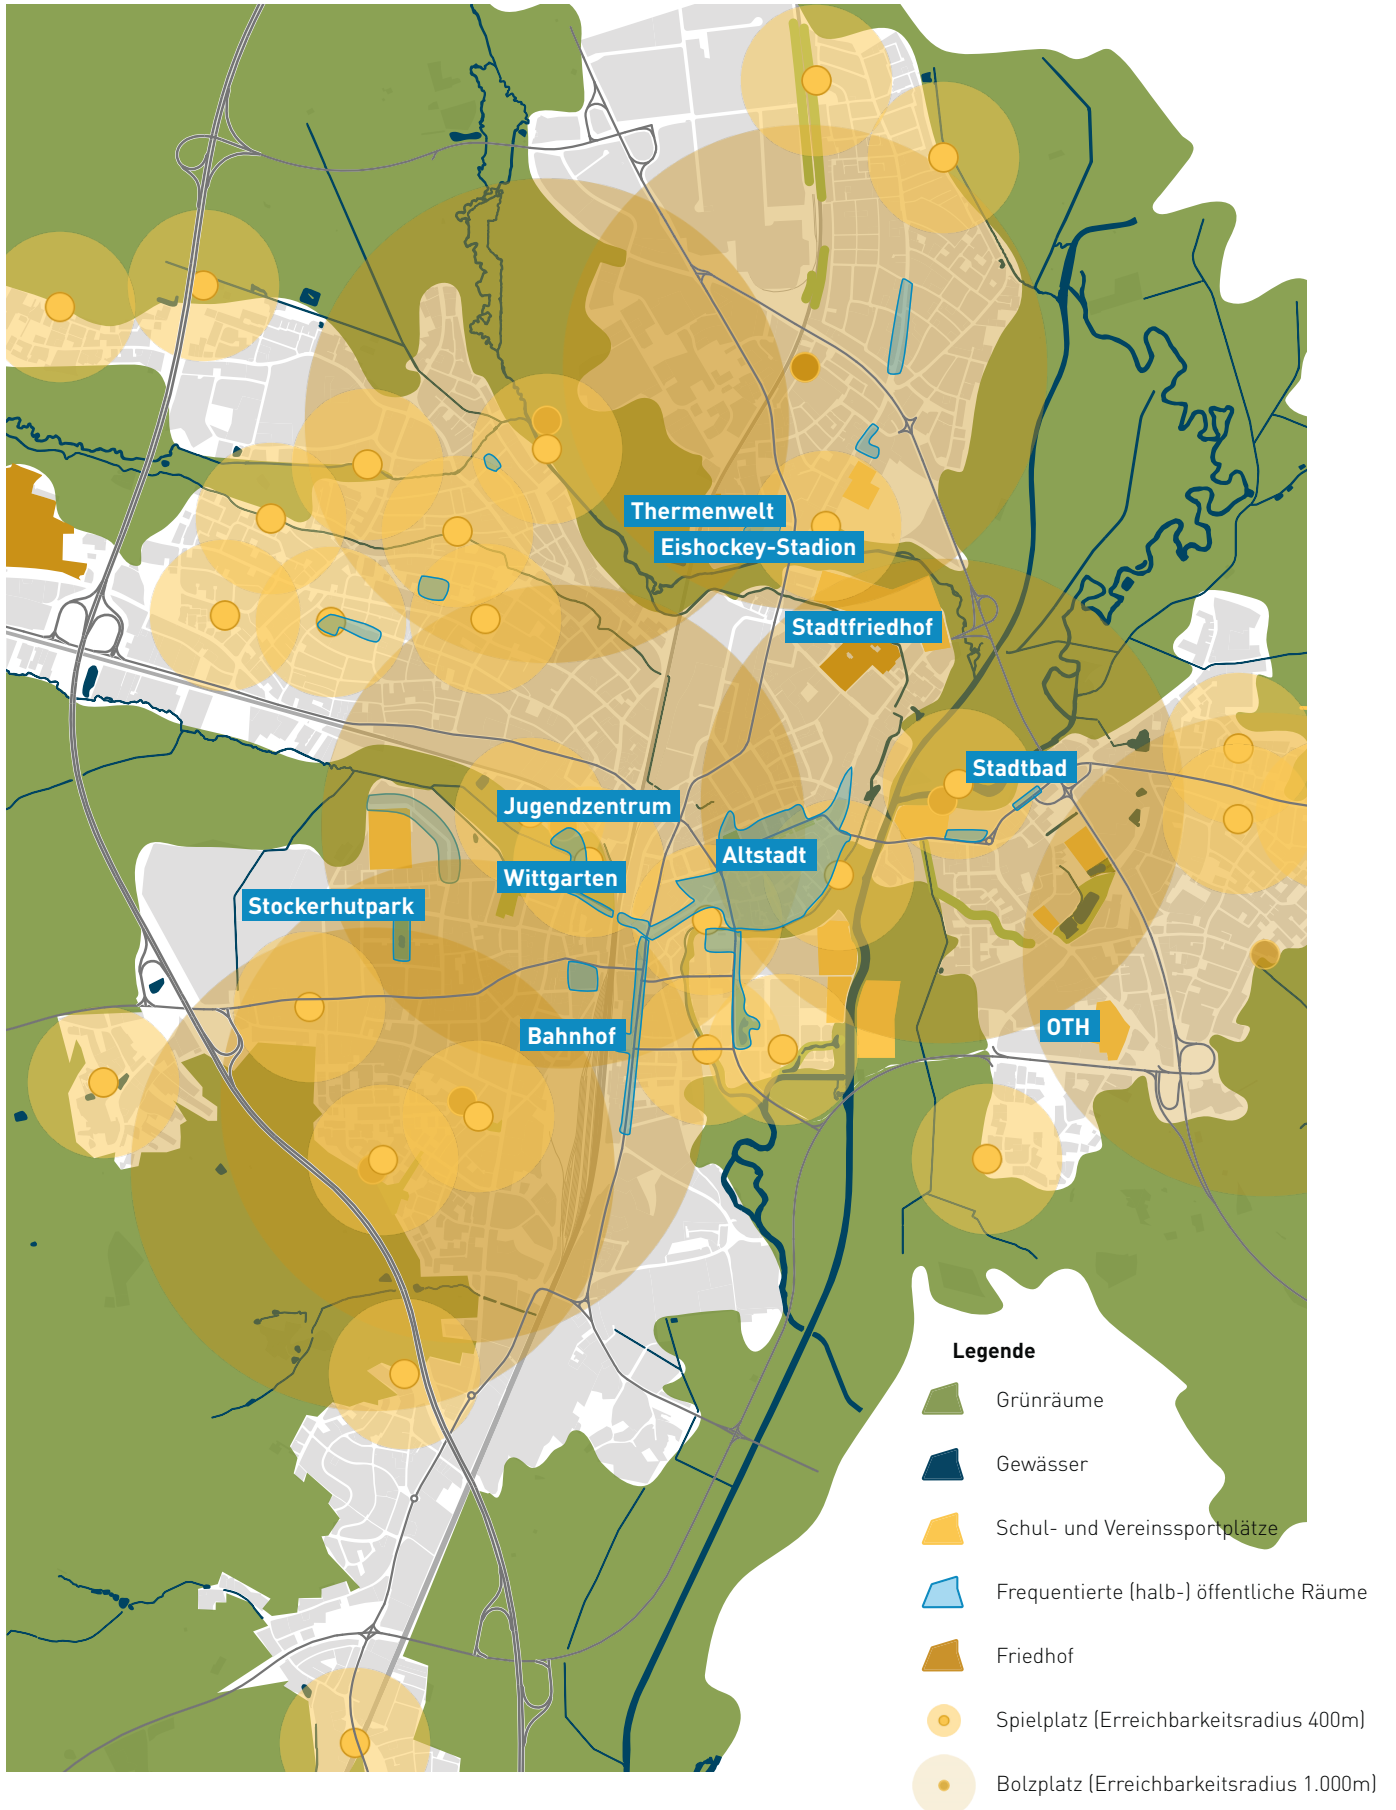 Thermenwelt
Eishockey-Stadion
Stadtfriedhof
Stadtbad
Jugendzentrum
Altstadt
Wittgarten
Stockerhutpark
OTH
Bahnhof
Legende
Grünräume
Gewässer
Schul- und Vereinssportplätze
Frequentierte (halb-) öffentliche Räume
Friedhof
Spielplatz (Erreichbarkeitsradius 400m)
Bolzplatz (Erreichbarkeitsradius 1.000m)